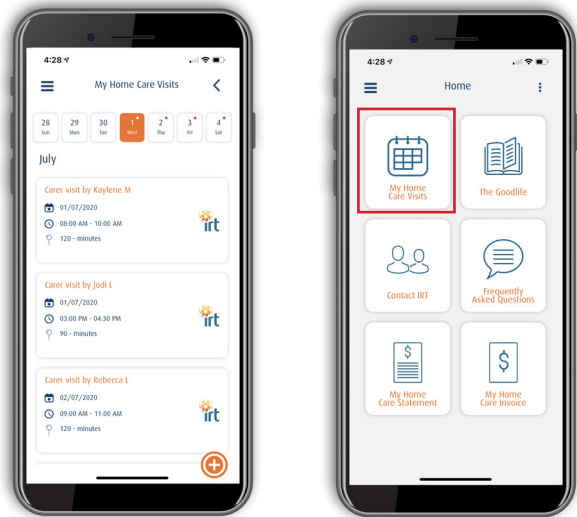 4:28
My Home Care Visits
28 29 30 1 2 3 4
Sun Mon Tue Wed Thu Fri Sat
July
Carer visit by Kaylene M
01/07/2020
08:00 AM - 10:00 AM
120 - minutes
irt
Carer visit by Jodi L
01/07/2020
03:00 PM - 04:30 PM
90 - minutes
irt
Carer visit by Rebecca L
02/07/2020
09:00 AM - 11:00 AM
120 - minutes
irt
4:28
Home
My Home
Care Visits
The Goodlife
Contact IRT
Frequently
Asked Questions
$
My Home
Care Statement
$
My Home
Care Invoice